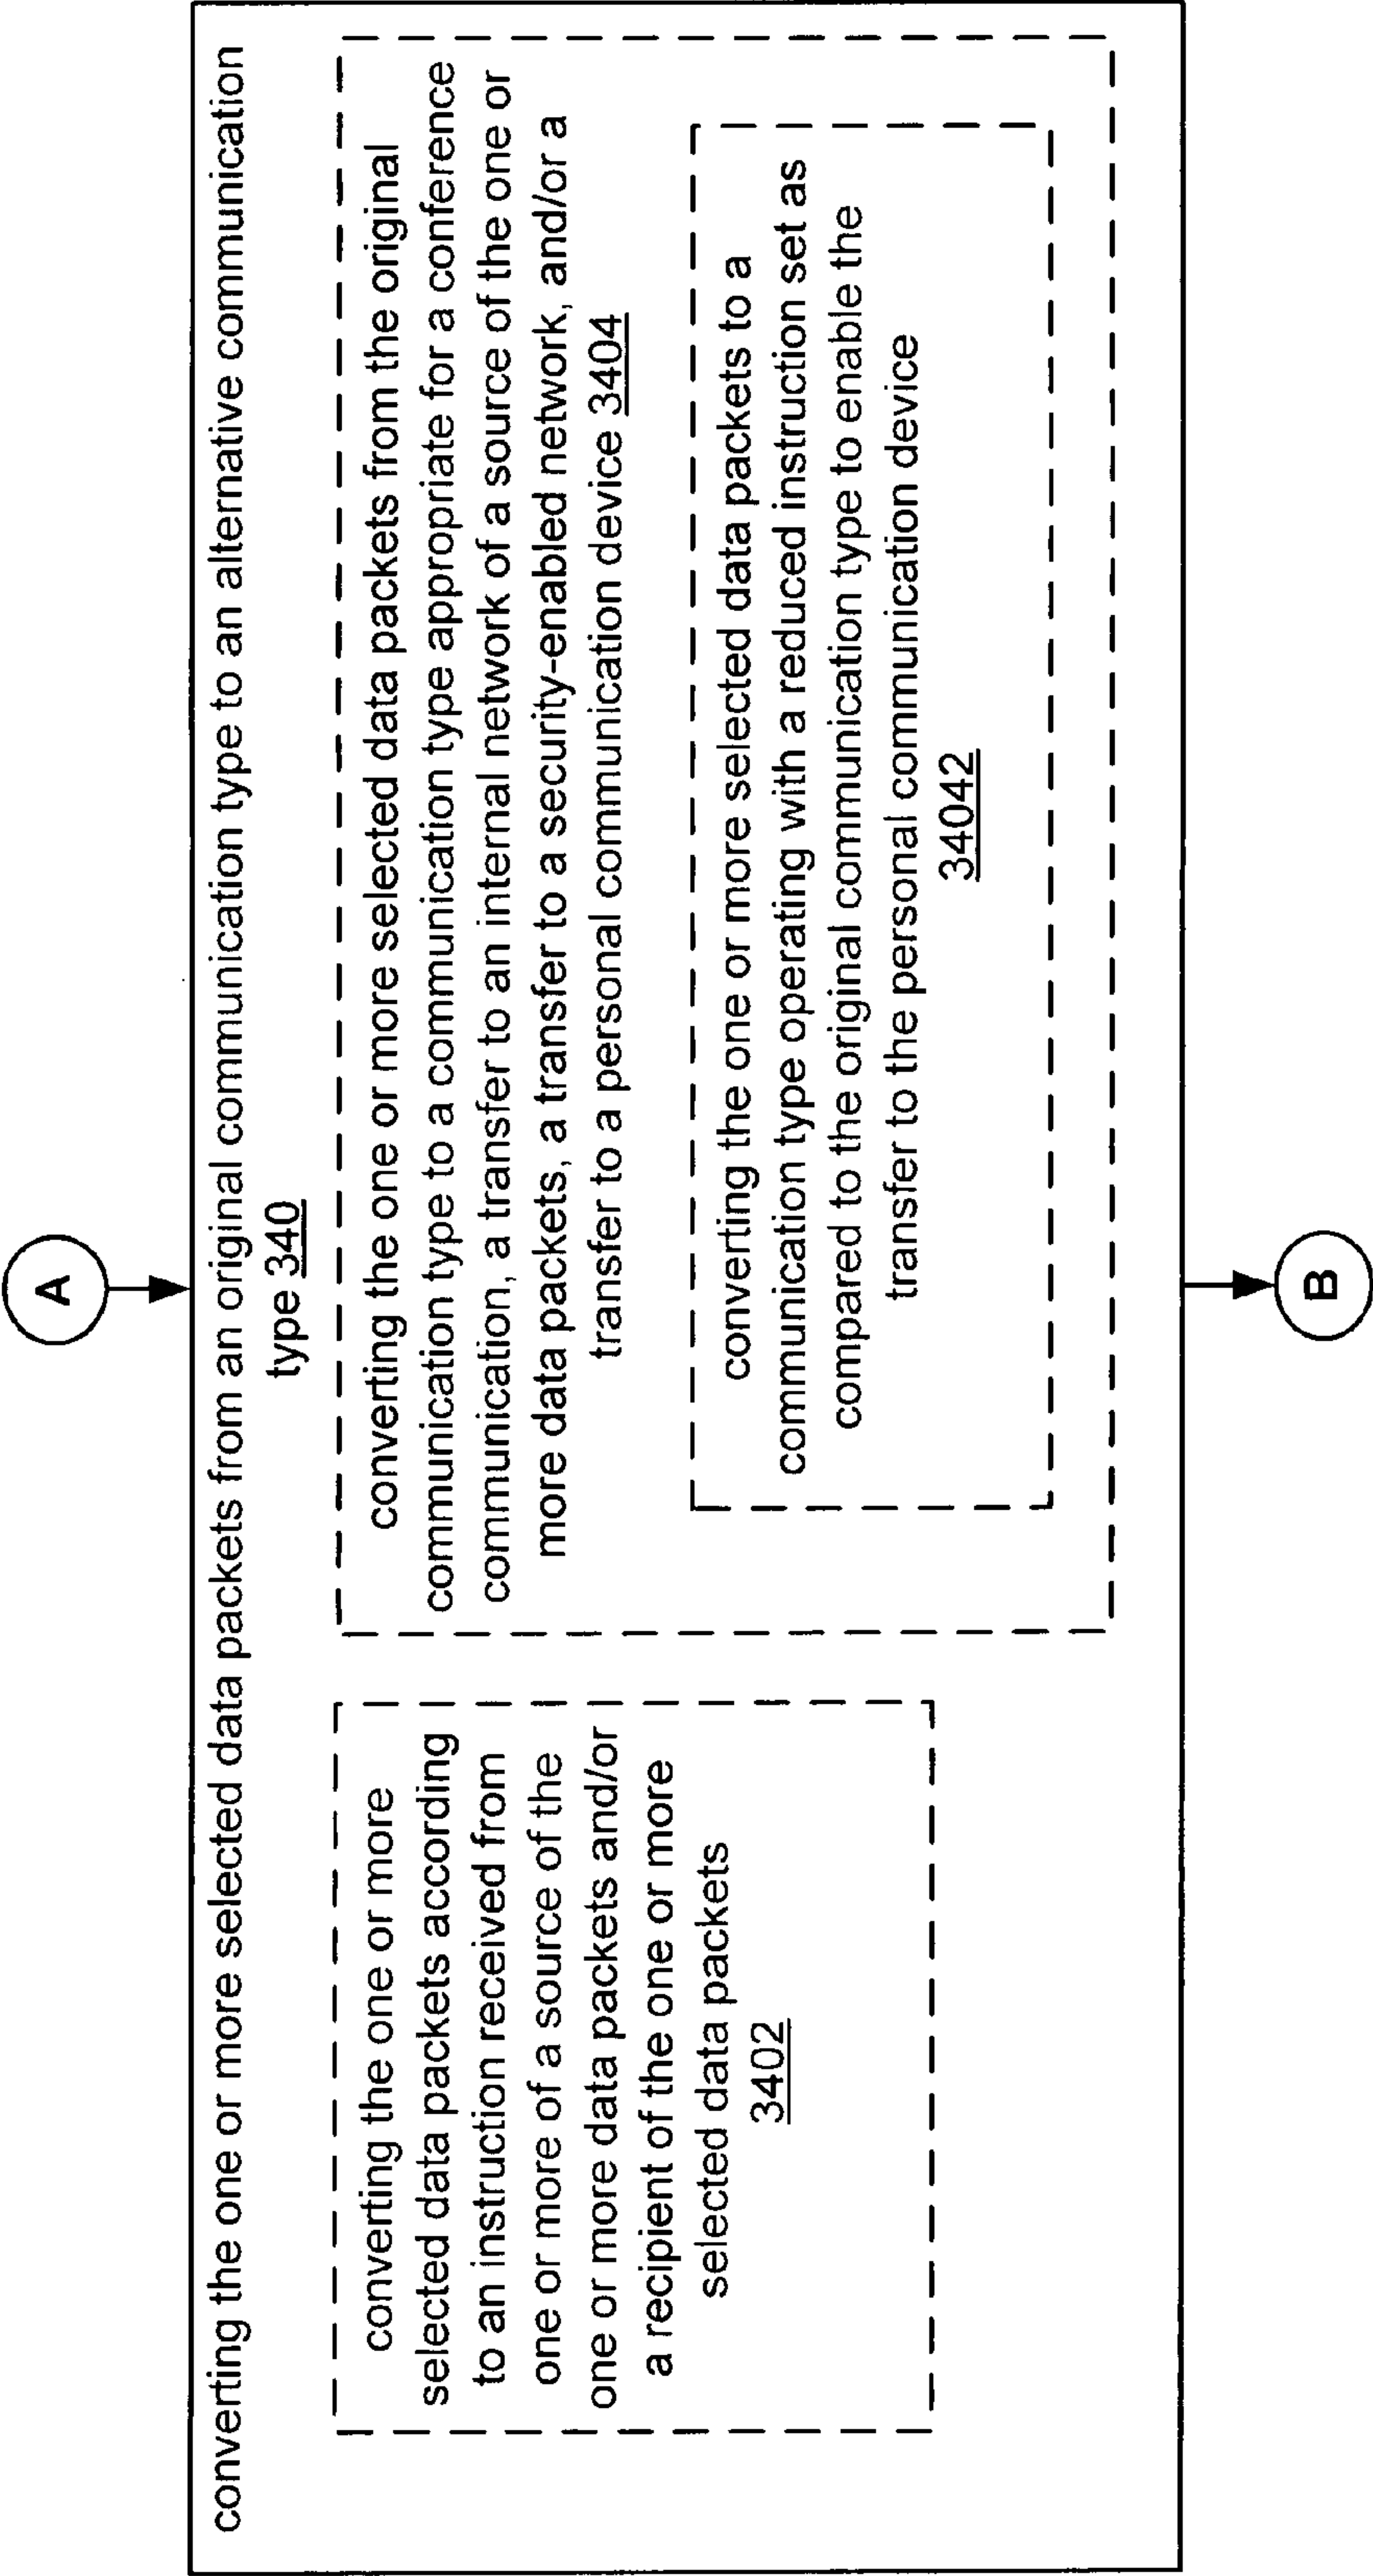 A
converting the one or more selected data packets from an original communication type to an alternative communication
type 340
converting the one or more
selected data packets according
to an instruction received from
one or more of a source of the
one or more data packets and/or
a recipient of the one or more
selected data packets
3402
converting the one or more selected data packets from the original
communication type to a communication type appropriate for a conference
communication, a transfer to an internal network of a source of the one or
more data packets, a transfer to a security-enabled network, and/or a
transfer to a personal communication device 3404
converting the one or more selected data packets to a
communication type operating with a reduced instruction set as
compared to the original communication type to enable the
transfer to the personal communication device
34042
B